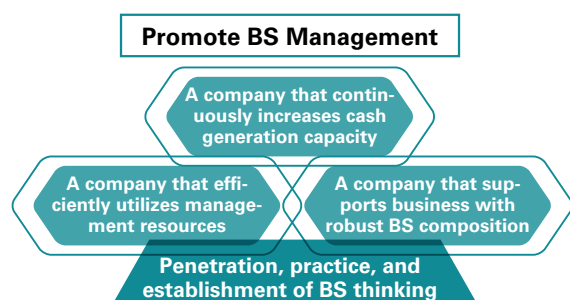 Promote BS Management
A company that contin-
uously increases cash
generation capacity
A company that effi-
ciently utilizes manage-
ment resources
A company that sup-
ports business with
robust BS composition
Penetration, practice, and
establishment of BS thinking